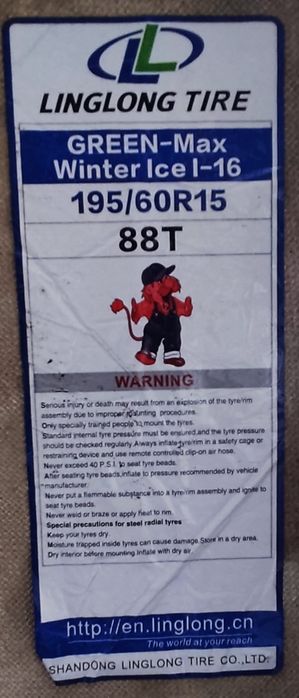 LINGLONG TIRE
GREEN-Max
Winter Ice I-16
195/60R15
88T
WARNING
Serious injury or death may result from an explosion of the tyre/rim
assembly due to improper mounting procedures.
Only specially trained people to mount the tyres.
Standard internal tyre pressure must be ensured,and the tyre pressure
should be checked regularly.Always inflate tyre/rim in a safety cage or
restraining device and use remote controlled clip-on air hose.
Never exceed 40 P.S.I. to seat tyre beads.
After seating tyre beads,inflate to pressure recommended by vehicle
manufacturer.
Never put a flammable substance into a tyre/rim assembly and ignite to
seat tyre beads.
Never weld or braze or apply heat to rim.
Special precautions for steel radial tyres
Keep your tyres dry.
Moisture trapped inside tyres can cause damage.Store in a dry area.
Dry interior before mounting.Inflate with dry air.
http://en.linglong.cn
The world at your reach
SHANDONG LINGLONG TIRE CO.,LTD.